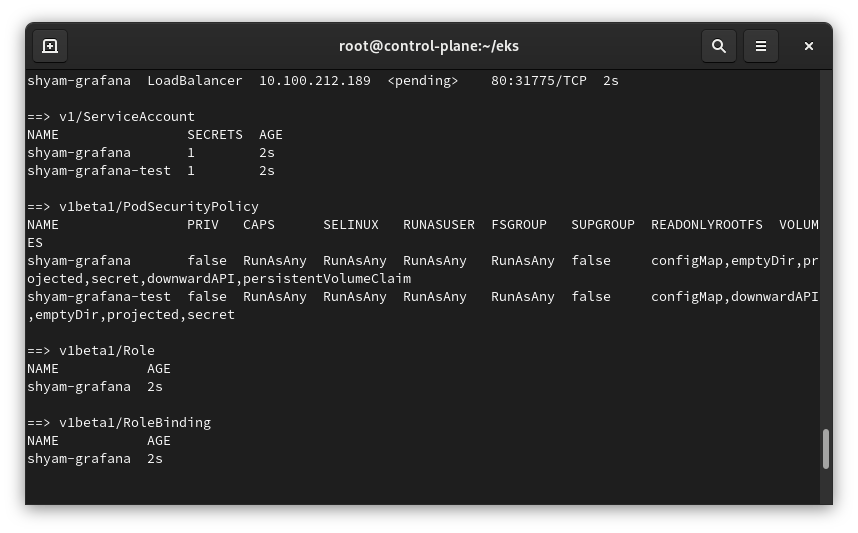 root@control-plane:~/eks
shyam-grafana  LoadBalancer  10.100.212.189  <pending>    80:31775/TCP  2s
==> v1/ServiceAccount
NAME                SECRETS  AGE
shyam-grafana       1        2s
shyam-grafana-test  1        2s
==> v1beta1/PodSecurityPolicy
NAME                PRIV   CAPS      SELINUX   RUNASUSER  FSGROUP   SUPGROUP  READONLYROOTFS  VOLUM
ES
shyam-grafana       false  RunAsAny  RunAsAny  RunAsAny   RunAsAny  false     configMap,emptyDir,pr
ojected,secret,downwardAPI,persistentVolumeClaim
shyam-grafana-test  false  RunAsAny  RunAsAny  RunAsAny   RunAsAny  false     configMap,downwardAPI
,emptyDir,projected,secret
==> v1beta1/Role
NAME           AGE
shyam-grafana  2s
==> v1beta1/RoleBinding
NAME           AGE
shyam-grafana  2s